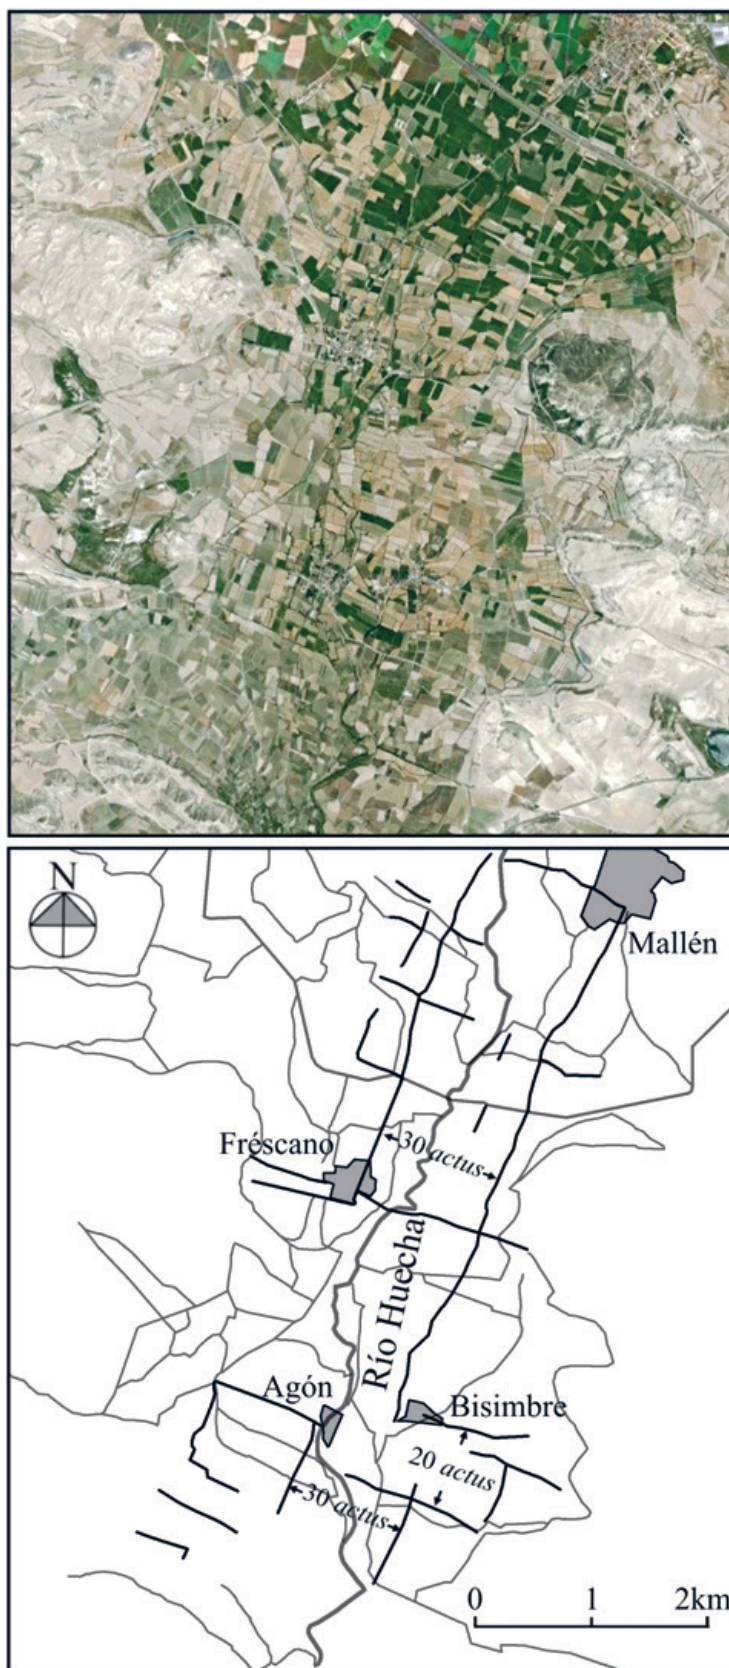 N
Mallén
Fréscano
30 actus
Río Huecha
Agón
Bisimbre
20 actus
30 actus
0 1 2km